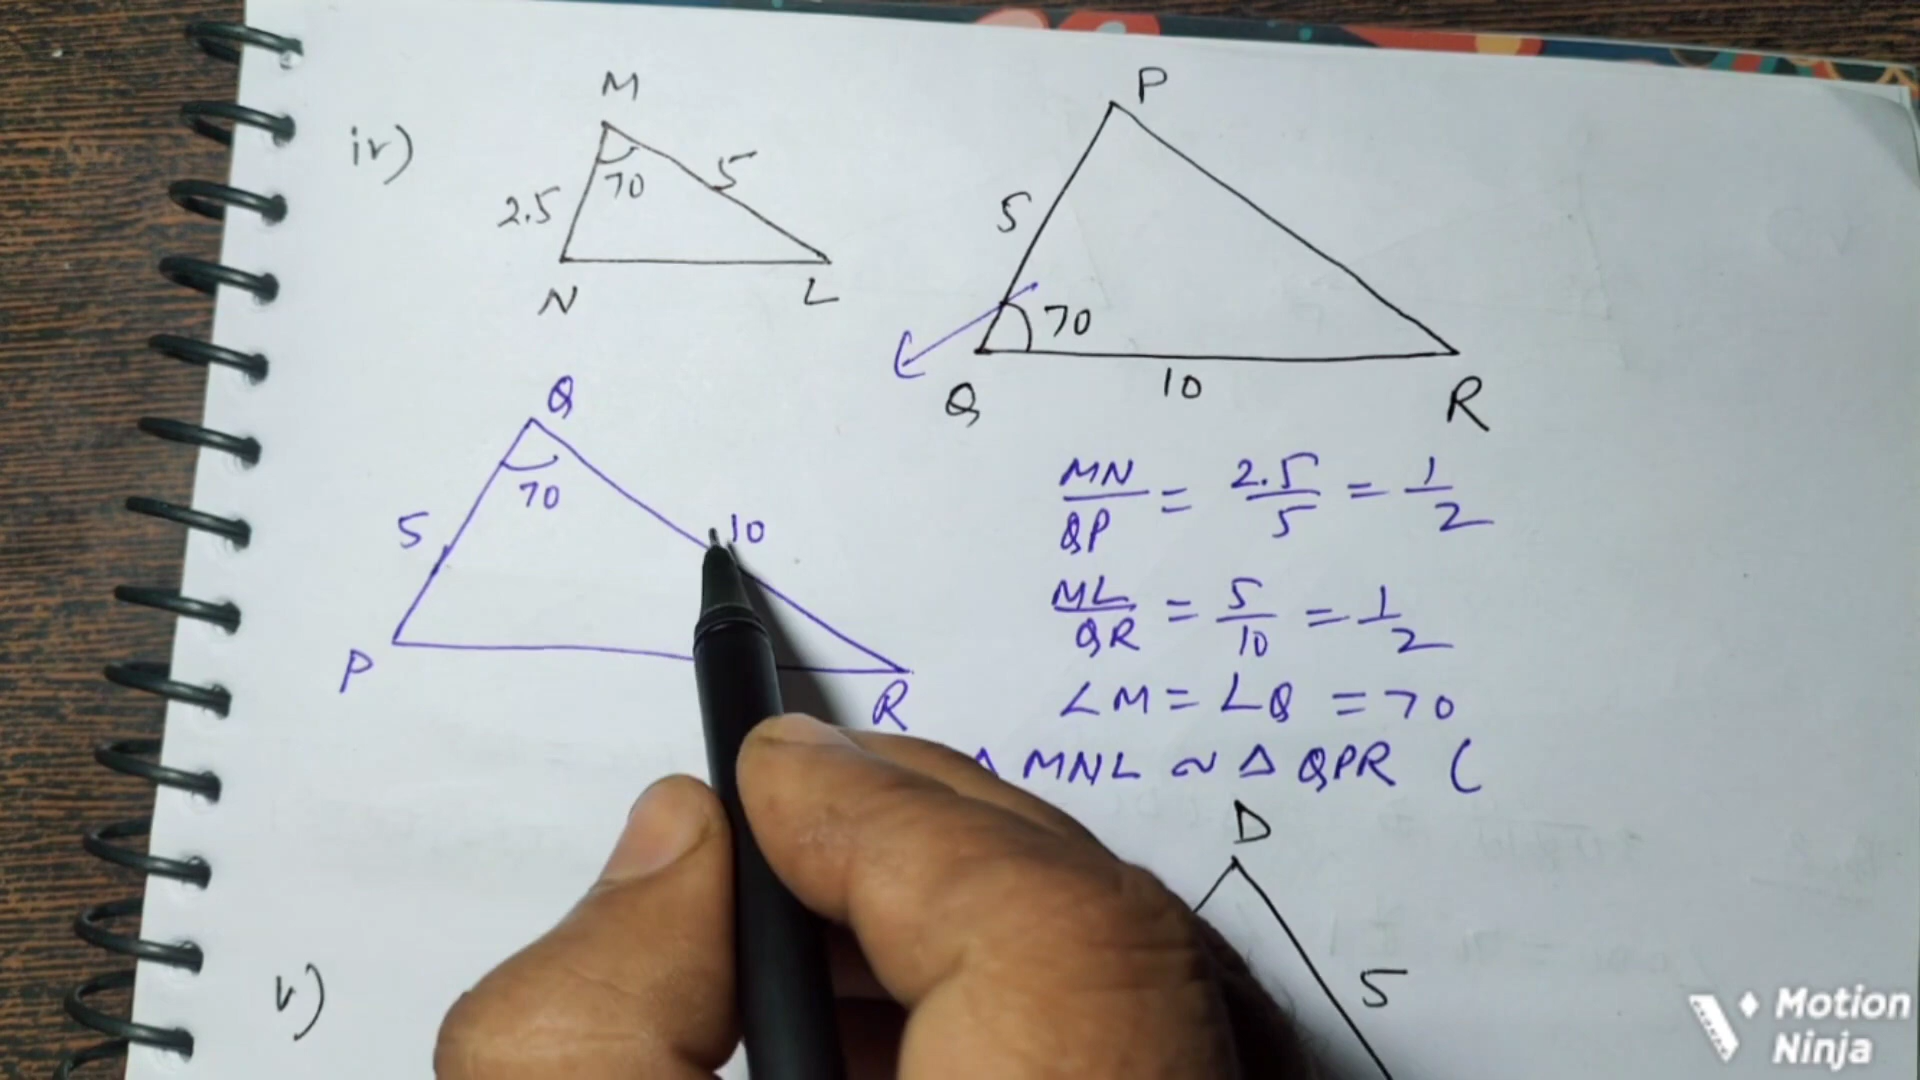 iv)
M
2.5
70
5
N
L
P
5
70
Q
10
R
Q
70
5
10
P
R
MN/QP = 2.5/5 = 1/2
ML/QR = 5/10 = 1/2
∠M = ∠Q = 70
Δ MNL ~ Δ QPR (
v)
D
5
Motion
Ninja